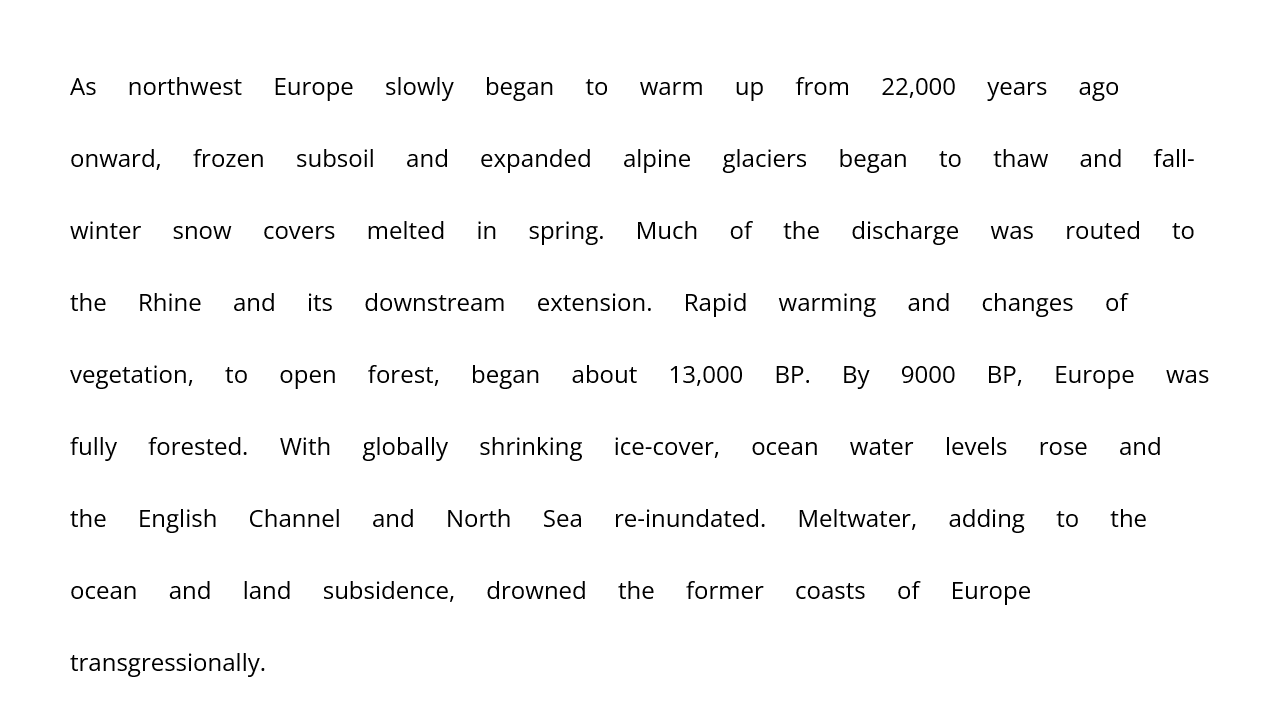 As northwest Europe slowly began to warm up from 22,000 years ago
onward, frozen subsoil and expanded alpine glaciers began to thaw and fall-
winter snow covers melted in spring. Much of the discharge was routed to
the Rhine and its downstream extension. Rapid warming and changes of
vegetation, to open forest, began about 13,000 BP. By 9000 BP, Europe was
fully forested. With globally shrinking ice-cover, ocean water levels rose and
the English Channel and North Sea re-inundated. Meltwater, adding to the
ocean and land subsidence, drowned the former coasts of Europe
transgressionally.